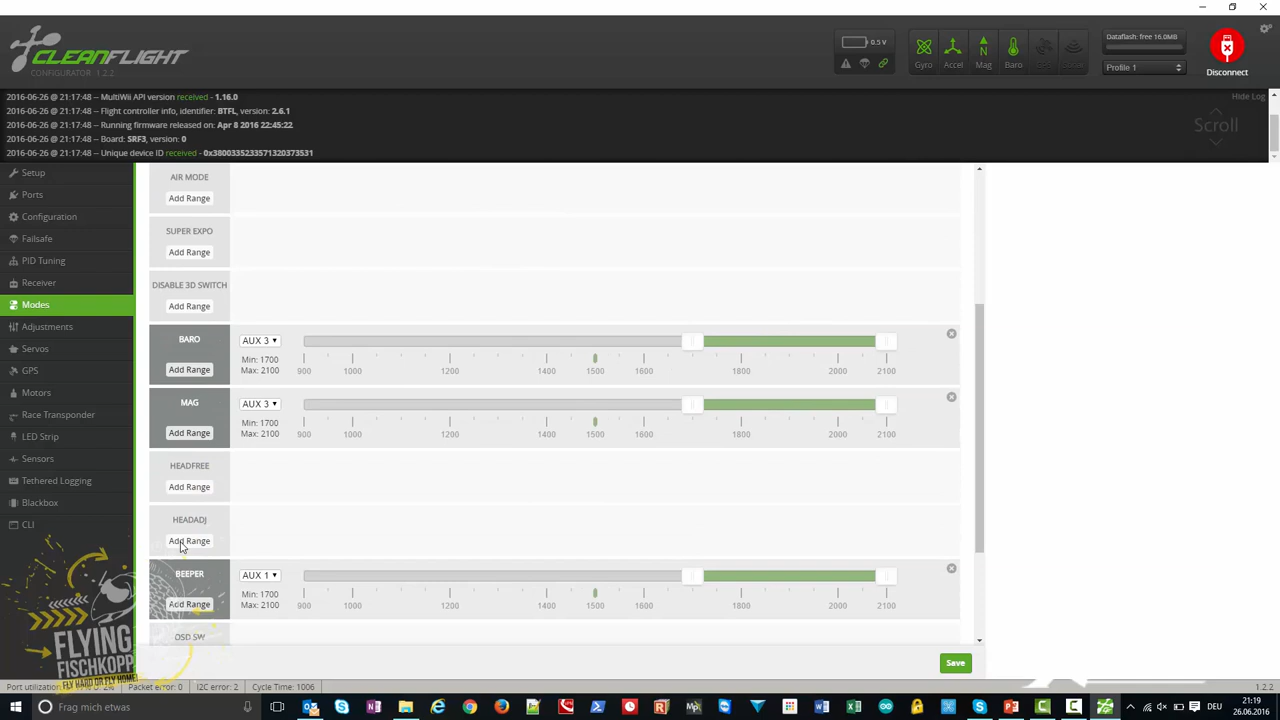 CLEANFLIGHT
CONFIGURATOR 1.2.2
0.5 V
Gyro
Accel
Mag
Baro
Dataflash: free 16.0MB
Profile 1
Disconnect
2016-06-26 @ 21:17:48 -- MultiWii API version received - 1.16.0
Hide Log
2016-06-26 @ 21:17:48 -- Flight controller info, identifier: BTFL, version: 2.6.1
2016-06-26 @ 21:17:48 -- Running firmware released on: Apr 8 2016 22:45:22
2016-06-26 @ 21:17:48 -- Board: SRF3, version: 0
2016-06-26 @ 21:17:48 -- Unique device ID received - 0x3800335233571320373531
Scroll
Setup
Ports
Configuration
Failsafe
PID Tuning
Receiver
Modes
Adjustments
Servos
GPS
Motors
Race Transponder
LED Strip
Sensors
Tethered Logging
Blackbox
CLI
AIR MODE
Add Range
SUPER EXPO
Add Range
DISABLE 3D SWITCH
Add Range
BARO
Add Range
AUX 3
Min: 1700
Max: 2100
900 1000 1200 1400 1500 1600 1800 2000 2100
MAG
Add Range
AUX 3
Min: 1700
Max: 2100
900 1000 1200 1400 1500 1600 1800 2000 2100
HEADFREE
Add Range
HEADADJ
Add Range
BEEPER
Add Range
AUX 1
Min: 1700
Max: 2100
900 1000 1200 1400 1500 1600 1800 2000 2100
OSD SW
Save
FLYING
FISCHKOPP
FLY HARD OR FLY HOME!
Packet error: 0
I2C error: 2
Cycle Time: 1006
1.2.2
Frag mich etwas
DEU
21:19
26.06.2016